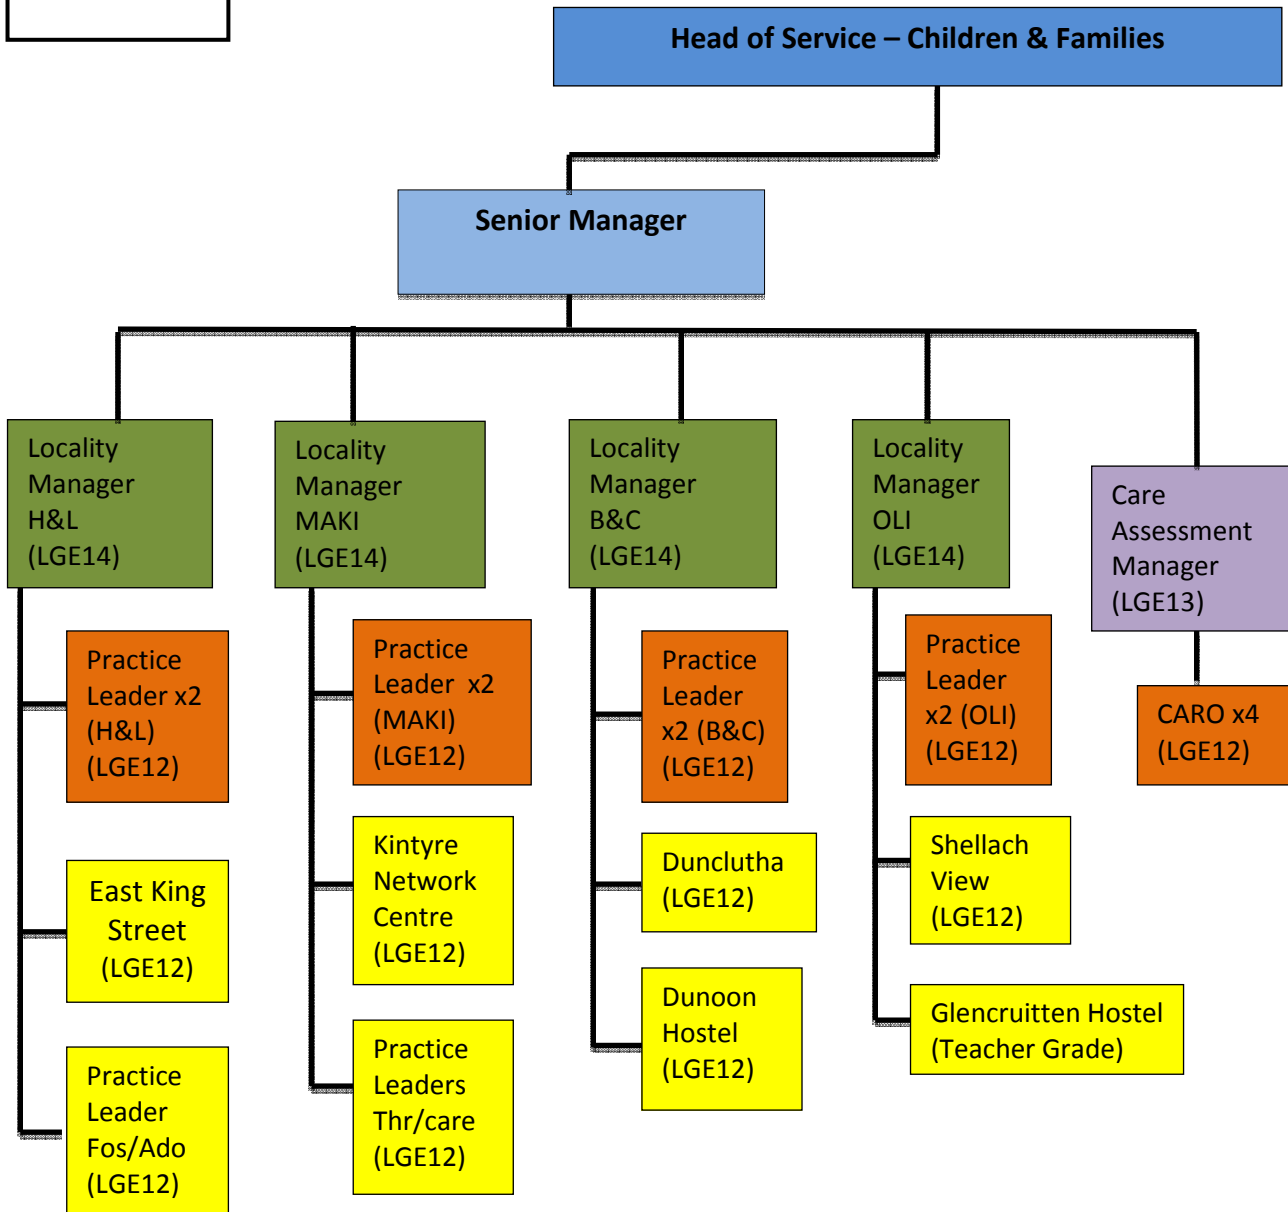 Head of Service – Children & Families
Senior Manager
Locality
Manager
H&L
(LGE14)
Locality
Manager
MAKI
(LGE14)
Locality
Manager
B&C
(LGE14)
Locality
Manager
OLI
(LGE14)
Care
Assessment
Manager
(LGE13)
Practice
Leader x2
(H&L)
(LGE12)
Practice
Leader x2
(MAKI)
(LGE12)
Practice
Leader
x2 (B&C)
(LGE12)
Practice
Leader
x2 (OLI)
(LGE12)
CARO x4
(LGE12)
East King
Street
(LGE12)
Kintyre
Network
Centre
(LGE12)
Dunclutha
(LGE12)
Shellach
View
(LGE12)
Practice
Leader
Fos/Ado
(LGE12)
Practice
Leaders
Thr/care
(LGE12)
Dunoon
Hostel
(LGE12)
Glencruitten Hostel
(Teacher Grade)